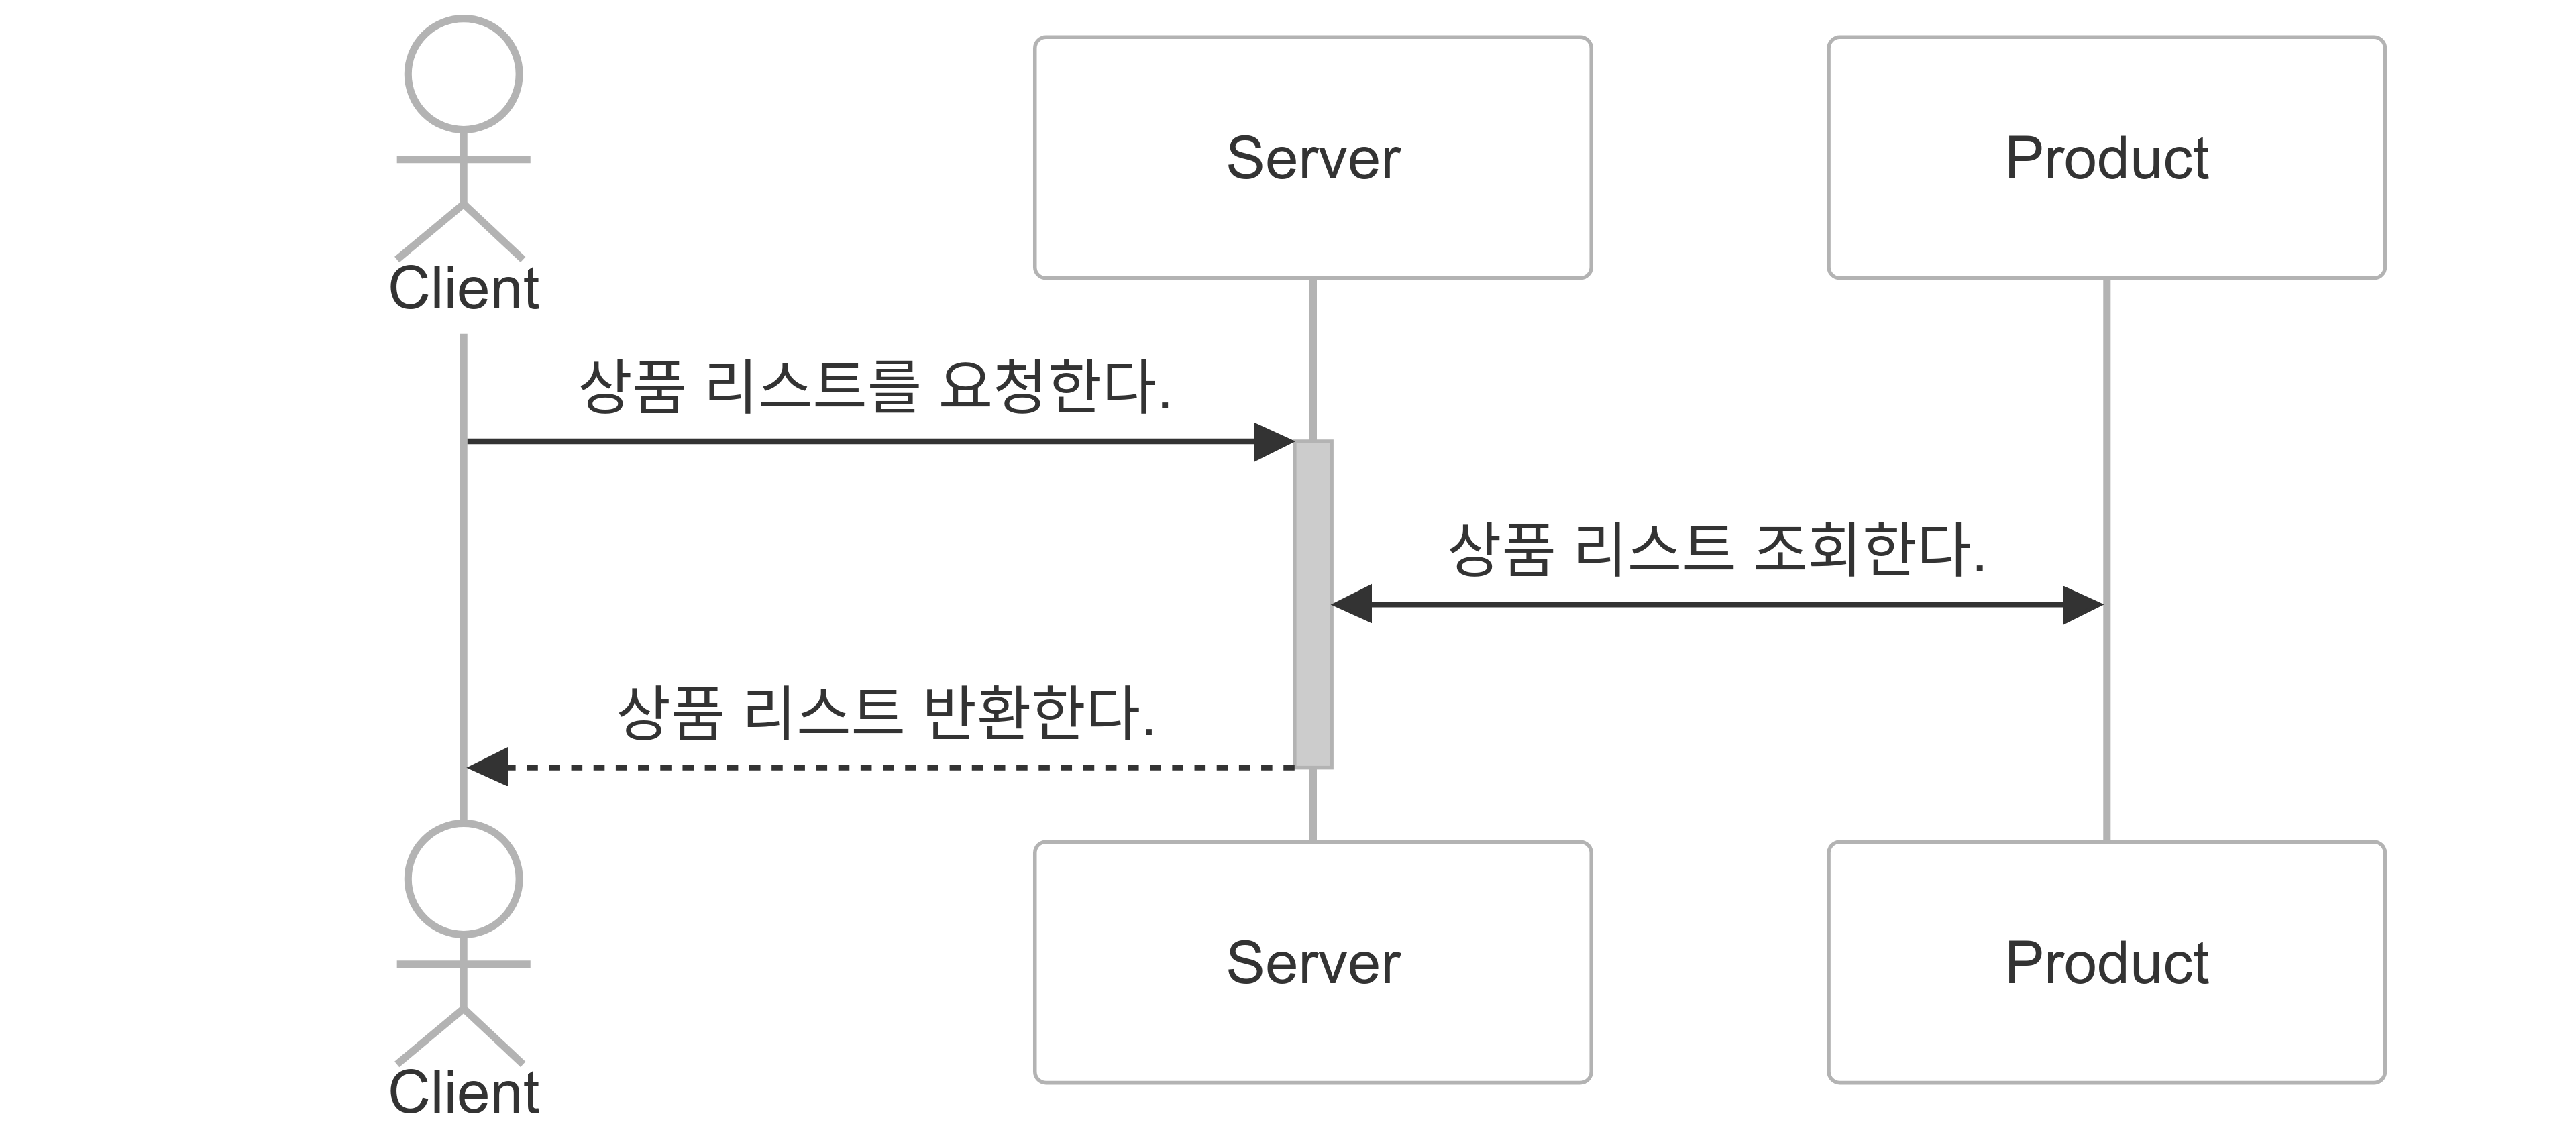 Client
Server
Product
상품 리스트를 요청한다.
상품 리스트 조회한다.
상품 리스트 반환한다.
Client
Server
Product